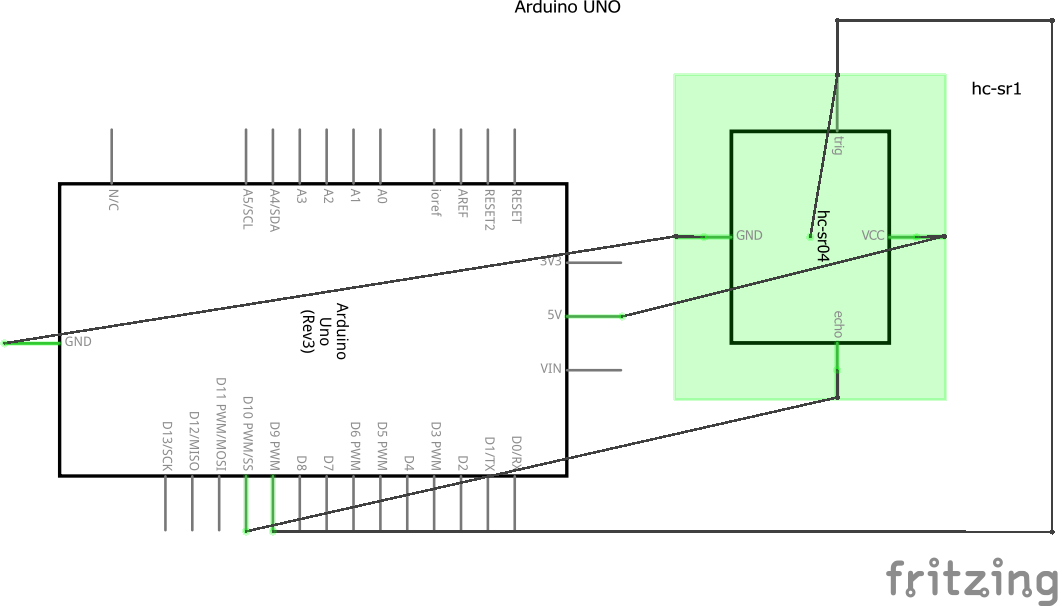 Arduino UNO
hc-sr1
N/C
A5/SCL
A4/SDA
A3
A2
A1
A0
ioref
AREF
RESET2
RESET
trig
GND
hc-sr04
VCC
echo
3V3
5V
VIN
GND
Arduino
Uno
(Rev3)
D13/SCK
D12/MISO
D11 PWM/MOSI
D10 PWM/SS
D9 PWM
D8
D7
D6 PWM
D5 PWM
D4
D3 PWM
D2
D1/TX
D0/RX
fritzing